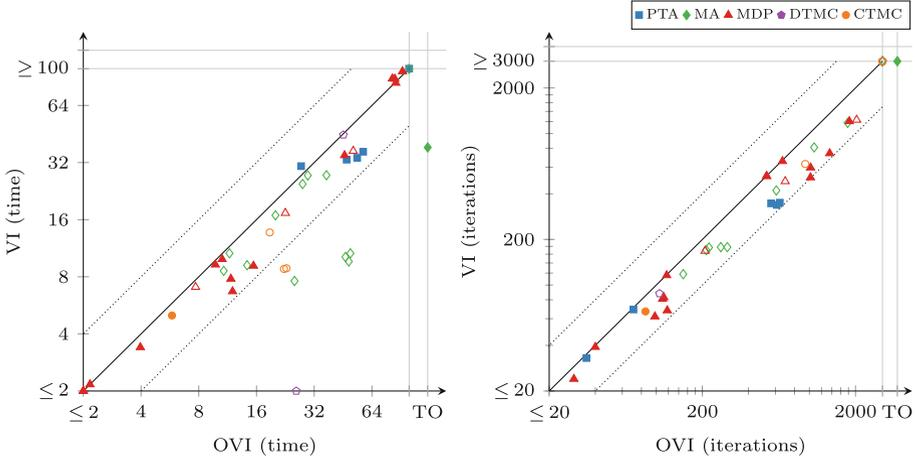 PTA MA MDP DTMC CTMC
≥
100
64
32
16
8
4
≤ 2
≤ 2 4 8 16 32 64 TO
OVI (time)
VI (time)
≥
3000
2000
200
≤ 20
≤ 20 200 2000 TO
OVI (iterations)
VI (iterations)